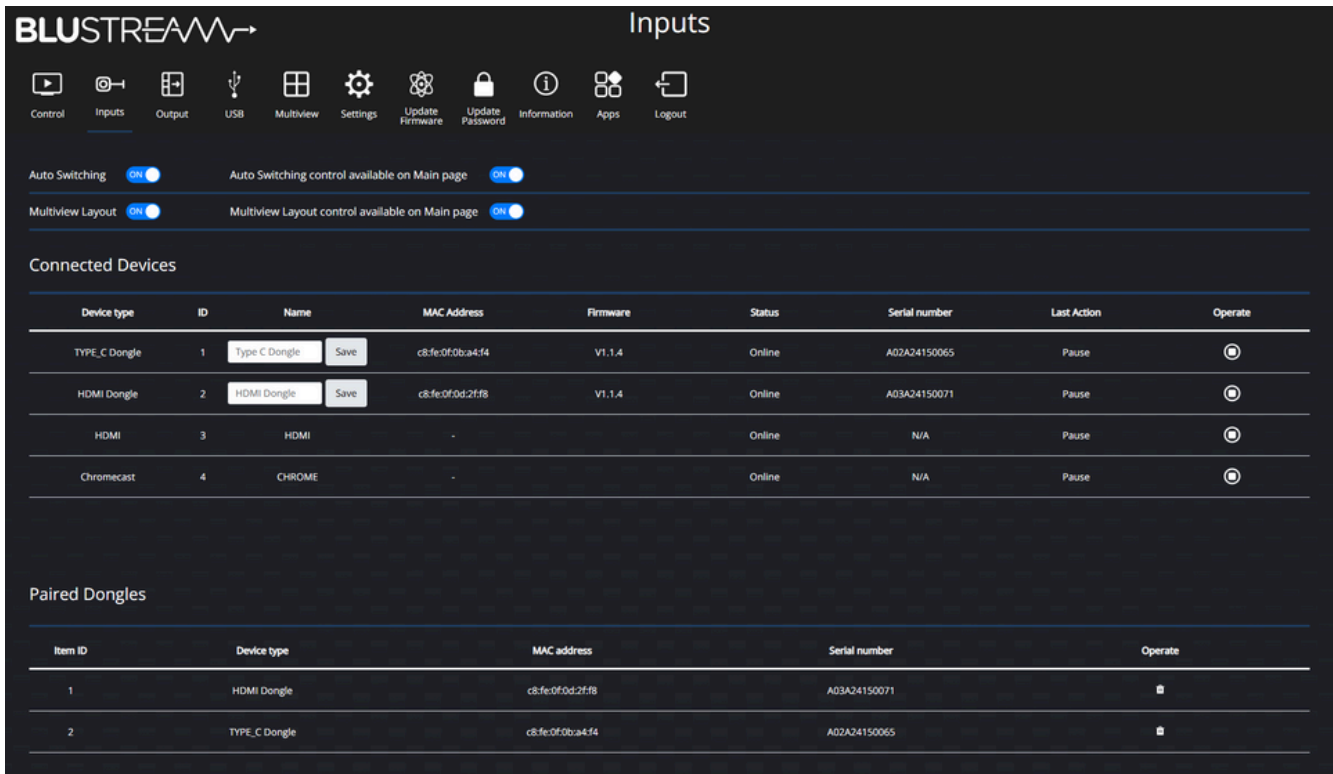 BLUSTREAM
Inputs
Control Inputs Output USB Multiview Settings Update Firmware Update Password Information Apps Logout
Auto Switching ON Auto Switching control available on Main page ON
Multiview Layout ON Multiview Layout control available on Main page ON
Connected Devices
Device type ID Name MAC Address Firmware Status Serial number Last Action Operate
TYPE_C Dongle 1 Type C Dongle Save c8:fe:0f:0b:a4:f4 V1.1.4 Online A02A24150065 Pause
HDMI Dongle 2 HDMI Dongle Save c8:fe:0f:0d:2f:f8 V1.1.4 Online A03A24150071 Pause
HDMI 3 HDMI - Online N/A Pause
Chromecast 4 CHROME - Online N/A Pause
Paired Dongles
Item ID Device type MAC address Serial number Operate
1 HDMI Dongle c8:fe:0f:0d:2f:f8 A03A24150071
2 TYPE_C Dongle c8:fe:0f:0b:a4:f4 A02A24150065